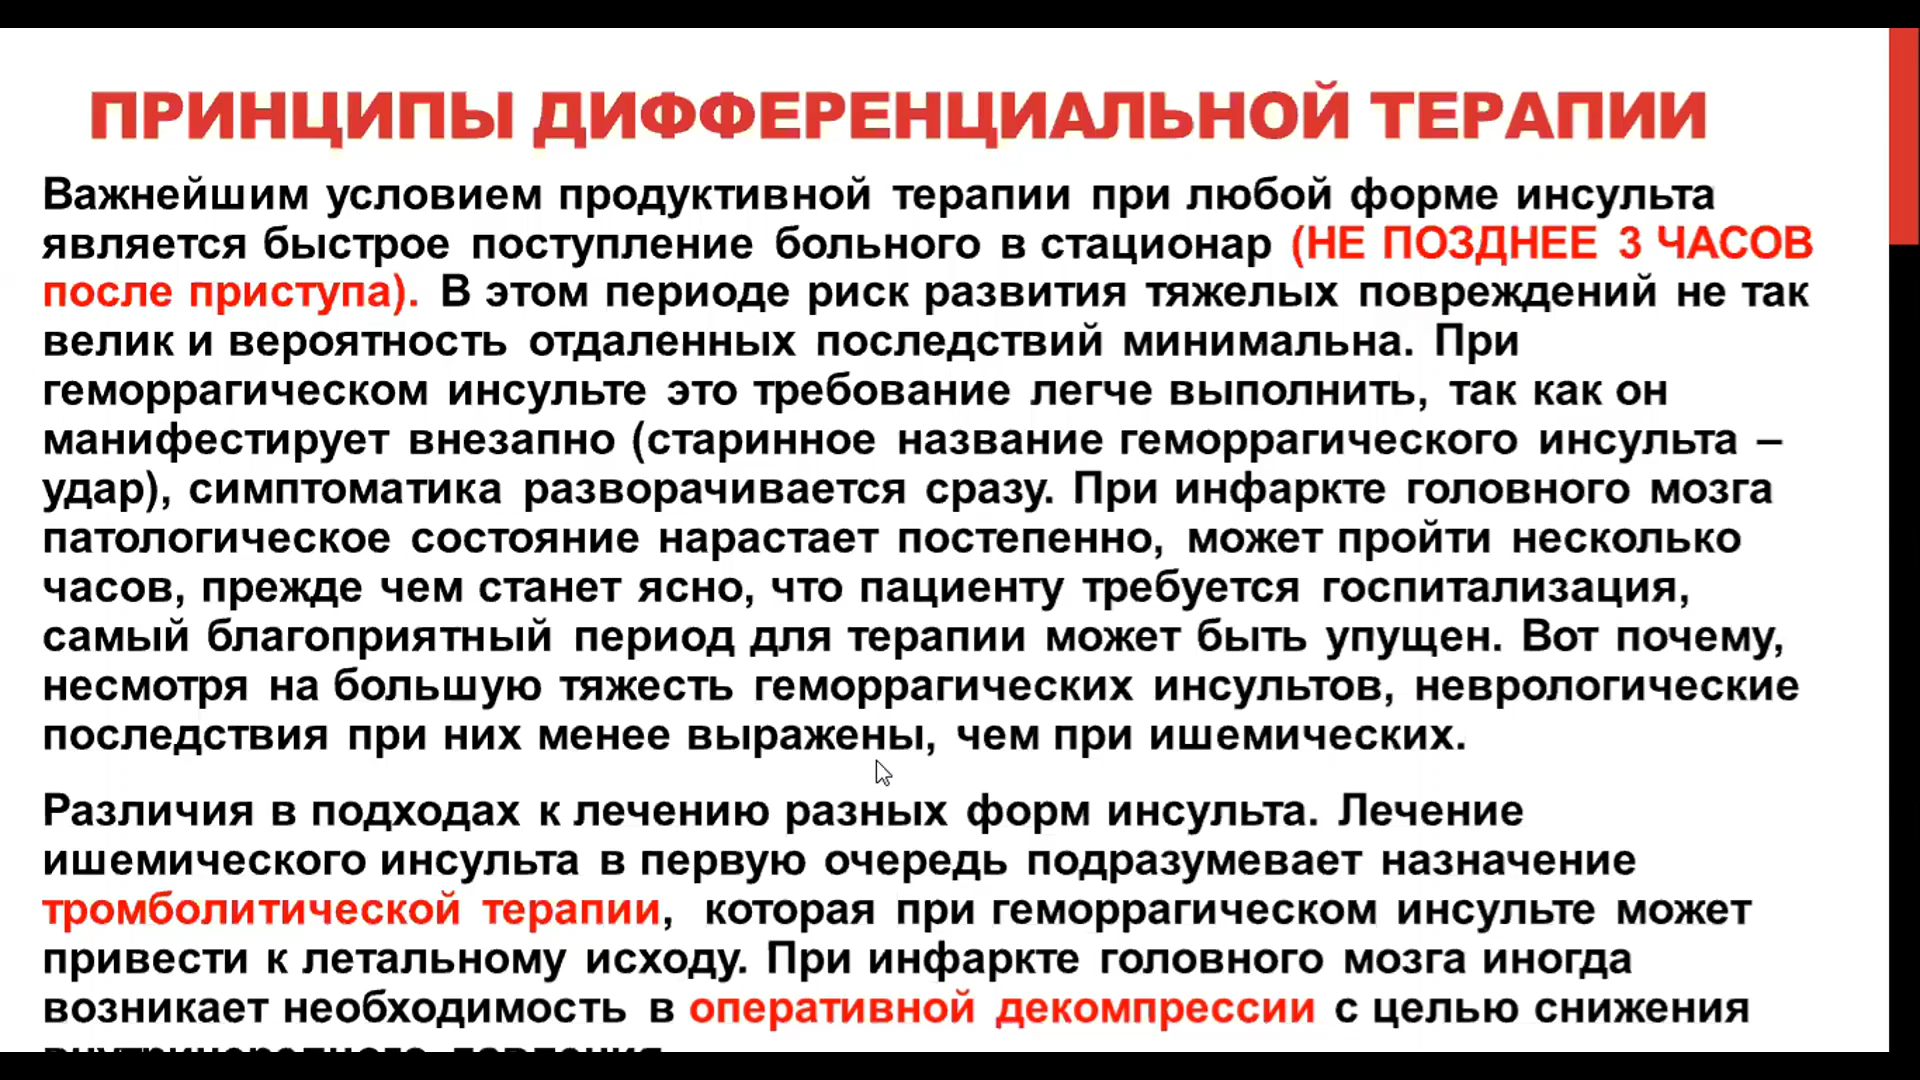 ПРИНЦИПЫ ДИФФЕРЕНЦИАЛЬНОЙ ТЕРАПИИ
Важнейшим условием продуктивной терапии при любой форме инсульта
является быстрое поступление больного в стационар (НЕ ПОЗДНЕЕ 3 ЧАСОВ
после приступа). В этом периоде риск развития тяжелых повреждений не так
велик и вероятность отдаленных последствий минимальна. При
геморрагическом инсульте это требование легче выполнить, так как он
манифестирует внезапно (старинное название геморрагического инсульта –
удар), симптоматика разворачивается сразу. При инфаркте головного мозга
патологическое состояние нарастает постепенно, может пройти несколько
часов, прежде чем станет ясно, что пациенту требуется госпитализация,
самый благоприятный период для терапии может быть упущен. Вот почему,
несмотря на большую тяжесть геморрагических инсультов, неврологические
последствия при них менее выражены, чем при ишемических.
Различия в подходах к лечению разных форм инсульта. Лечение
ишемического инсульта в первую очередь подразумевает назначение
тромболитической терапии, которая при геморрагическом инсульте может
привести к летальному исходу. При инфаркте головного мозга иногда
возникает необходимость в оперативной декомпрессии с целью снижения